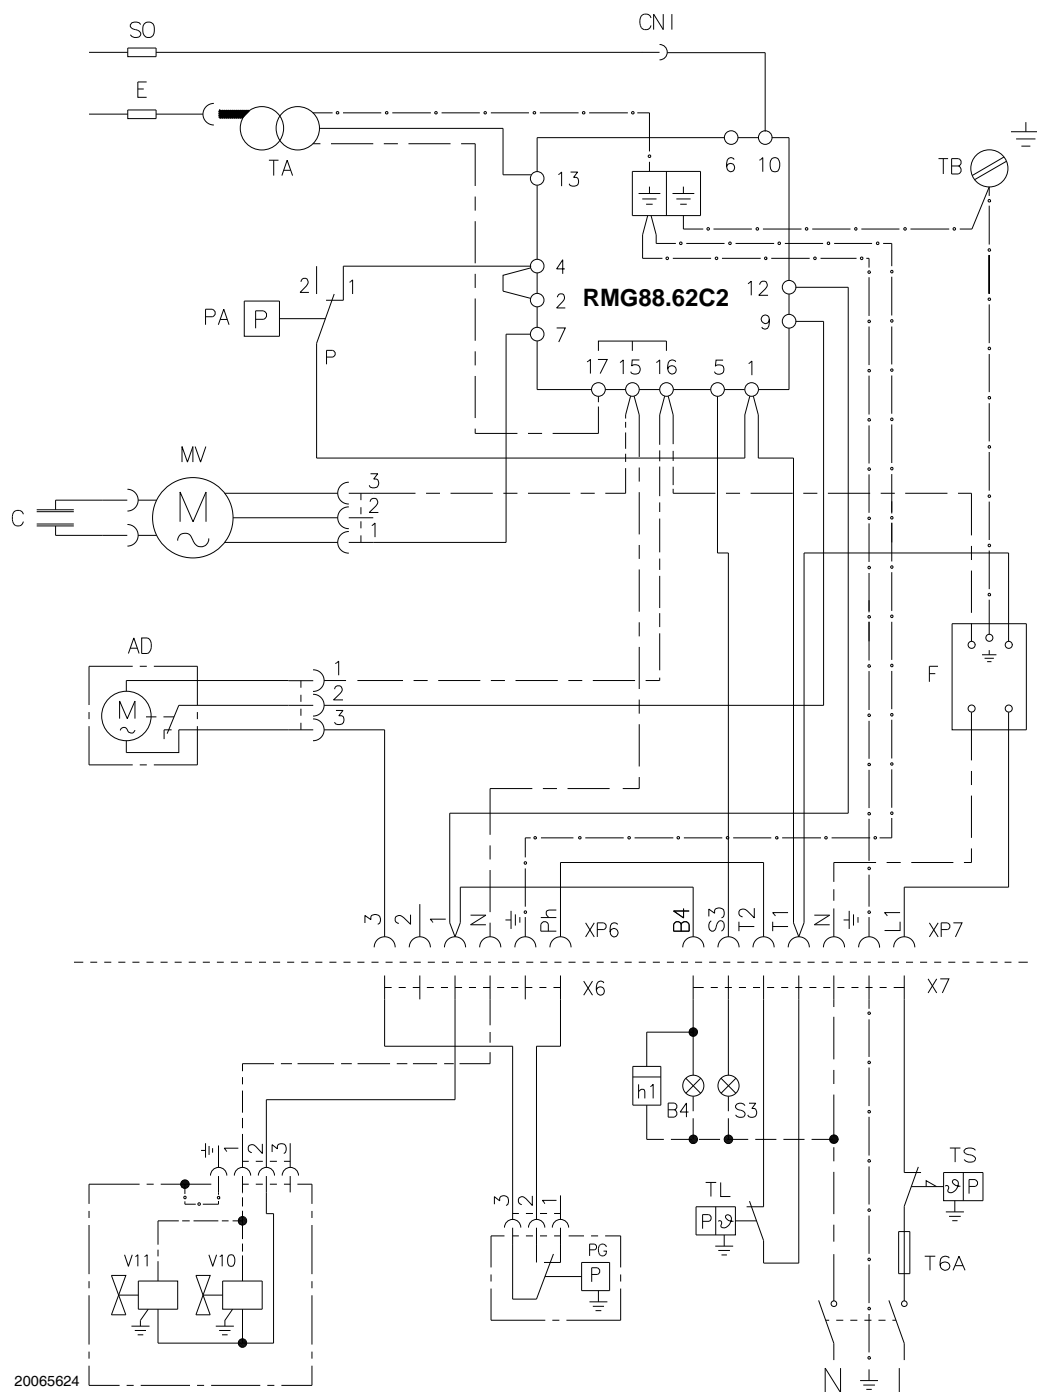 SO
CN1
E
TA
6 10
TB
13
4
2 1
12
PA P
2
RMG88.62C2
9
7
P
17 15 16 5 1
MV
3
M
2
C
1
AD
1
M
2
3
F
3 2 1 N Ph XP6
B4 S3 T2 T1 N L1 XP7
X6
X7
h1
B4 S3
1 2 3
TS
3 2 1
TL
ϑ P
P ϑ
V11 V10
PG
P
T6A
20065624
N L